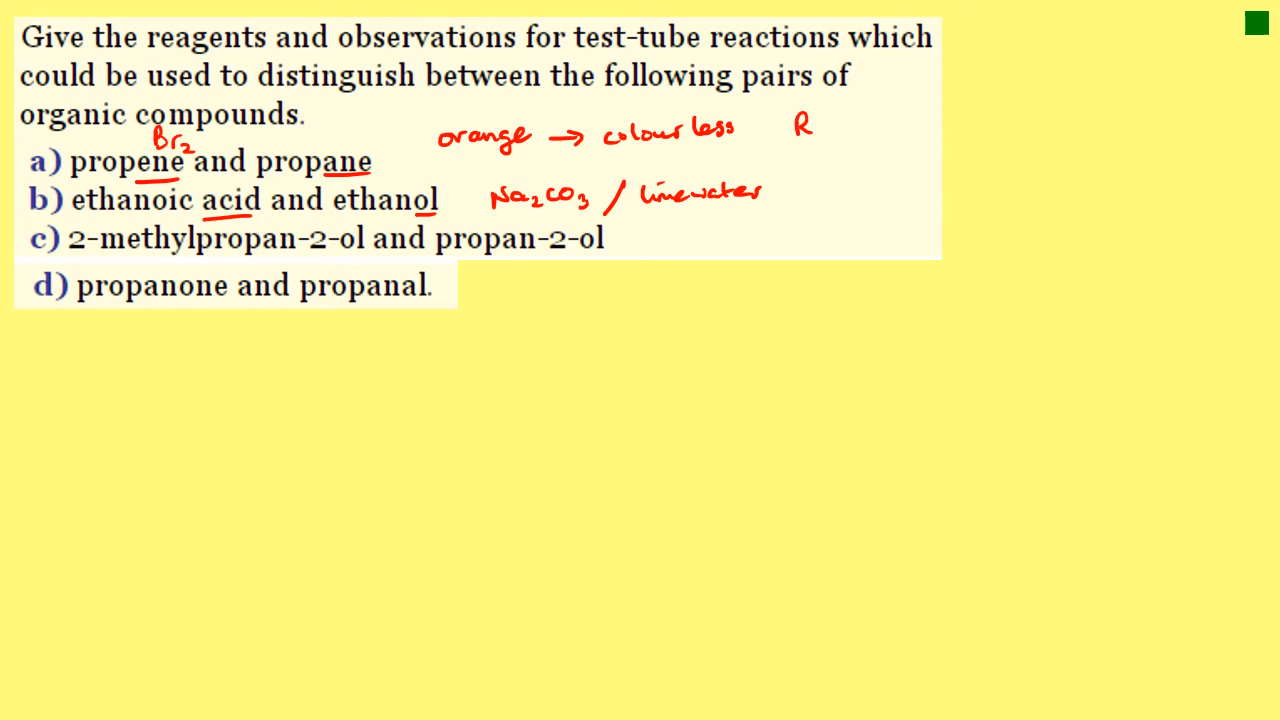 Give the reagents and observations for test-tube reactions which
could be used to distinguish between the following pairs of
organic compounds.
Br₂
orange → colourless R
a) propene and propane
b) ethanoic acid and ethanol Na₂CO₃ / limewater
c) 2-methylpropan-2-ol and propan-2-ol
d) propanone and propanal.